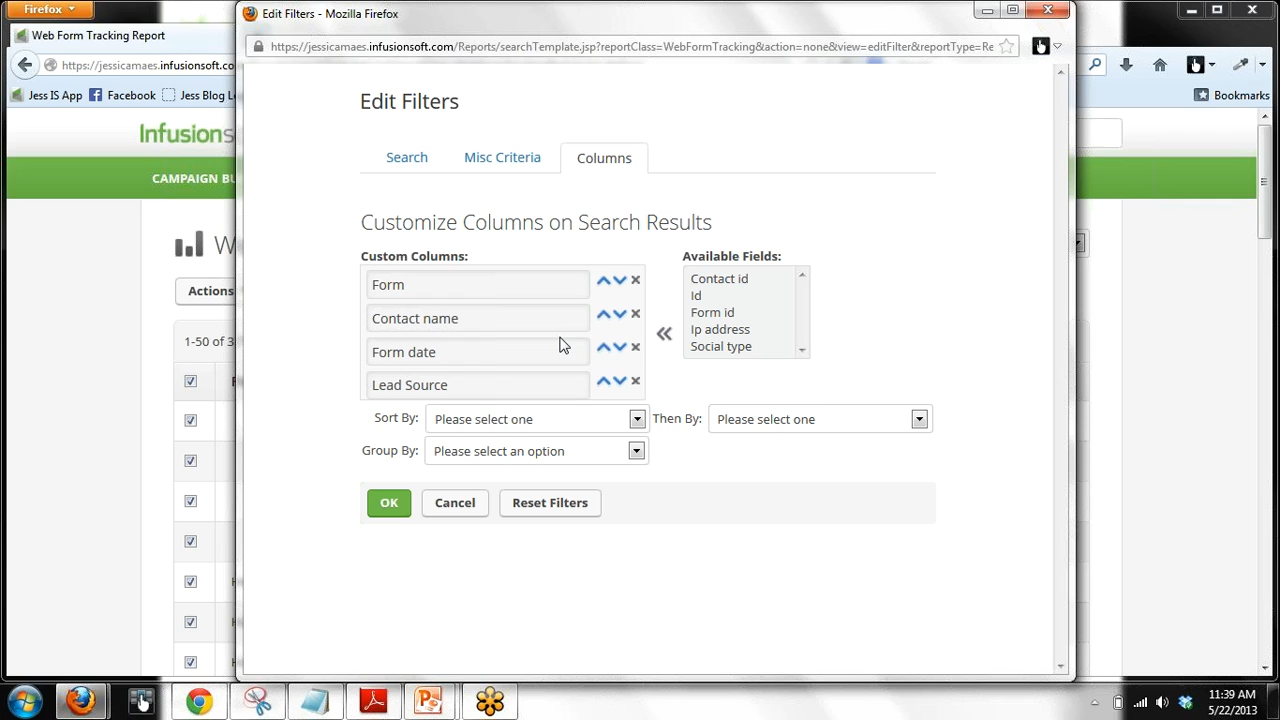 Firefox
Edit Filters - Mozilla Firefox
Web Form Tracking Report
https://jessicamaes.infusionsoft.com/Reports/searchTemplate.jsp?reportClass=WebFormTracking&action=none&view=editFilter&reportType=Re
https://jessicamaes.infusionsoft.co
Jess IS App
Facebook
Jess Blog L
Bookmarks
Infusions
CAMPAIGN BU
W
Actions
1-50 of 3
Edit Filters
Search
Misc Criteria
Columns
Customize Columns on Search Results
Custom Columns:
Available Fields:
Form
Contact name
Form date
Lead Source
Contact id
Id
Form id
Ip address
Social type
Sort By:
Please select one
Then By:
Please select one
Group By:
Please select an option
OK
Cancel
Reset Filters
11:39 AM
5/22/2013